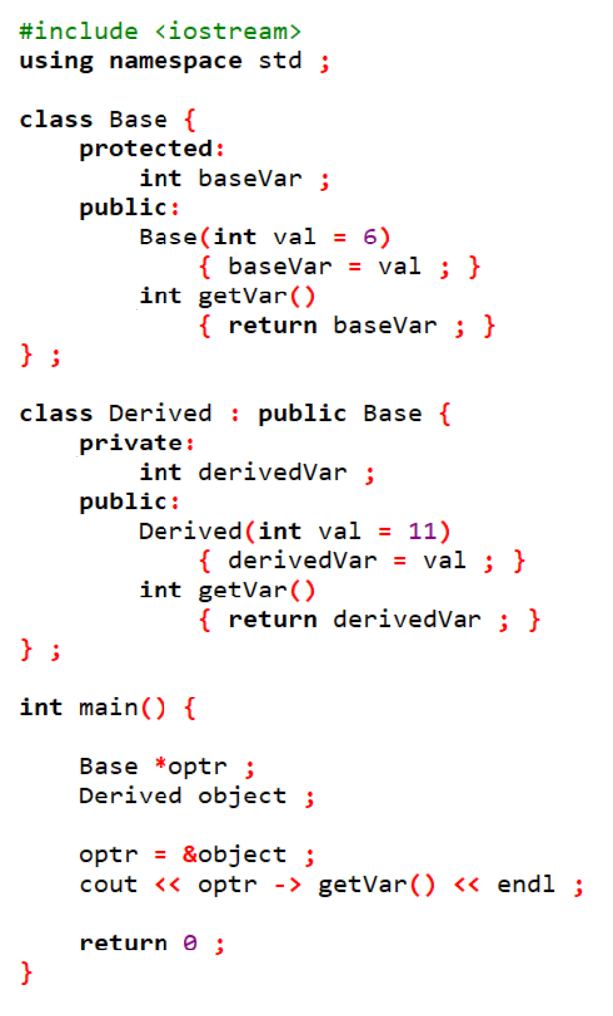 #include <iostream>
using namespace std ;
class Base {
protected:
int baseVar ;
public:
Base(int val = 6)
{ baseVar = val ; }
int getVar()
{ return baseVar ; }
} ;
class Derived : public Base {
private:
int derivedVar ;
public:
Derived(int val = 11)
{ derivedVar = val ; }
int getVar()
{ return derivedVar ; }
} ;
int main() {
Base *optr ;
Derived object ;
optr = &object ;
cout << optr -> getVar() << endl ;
return 0 ;
}